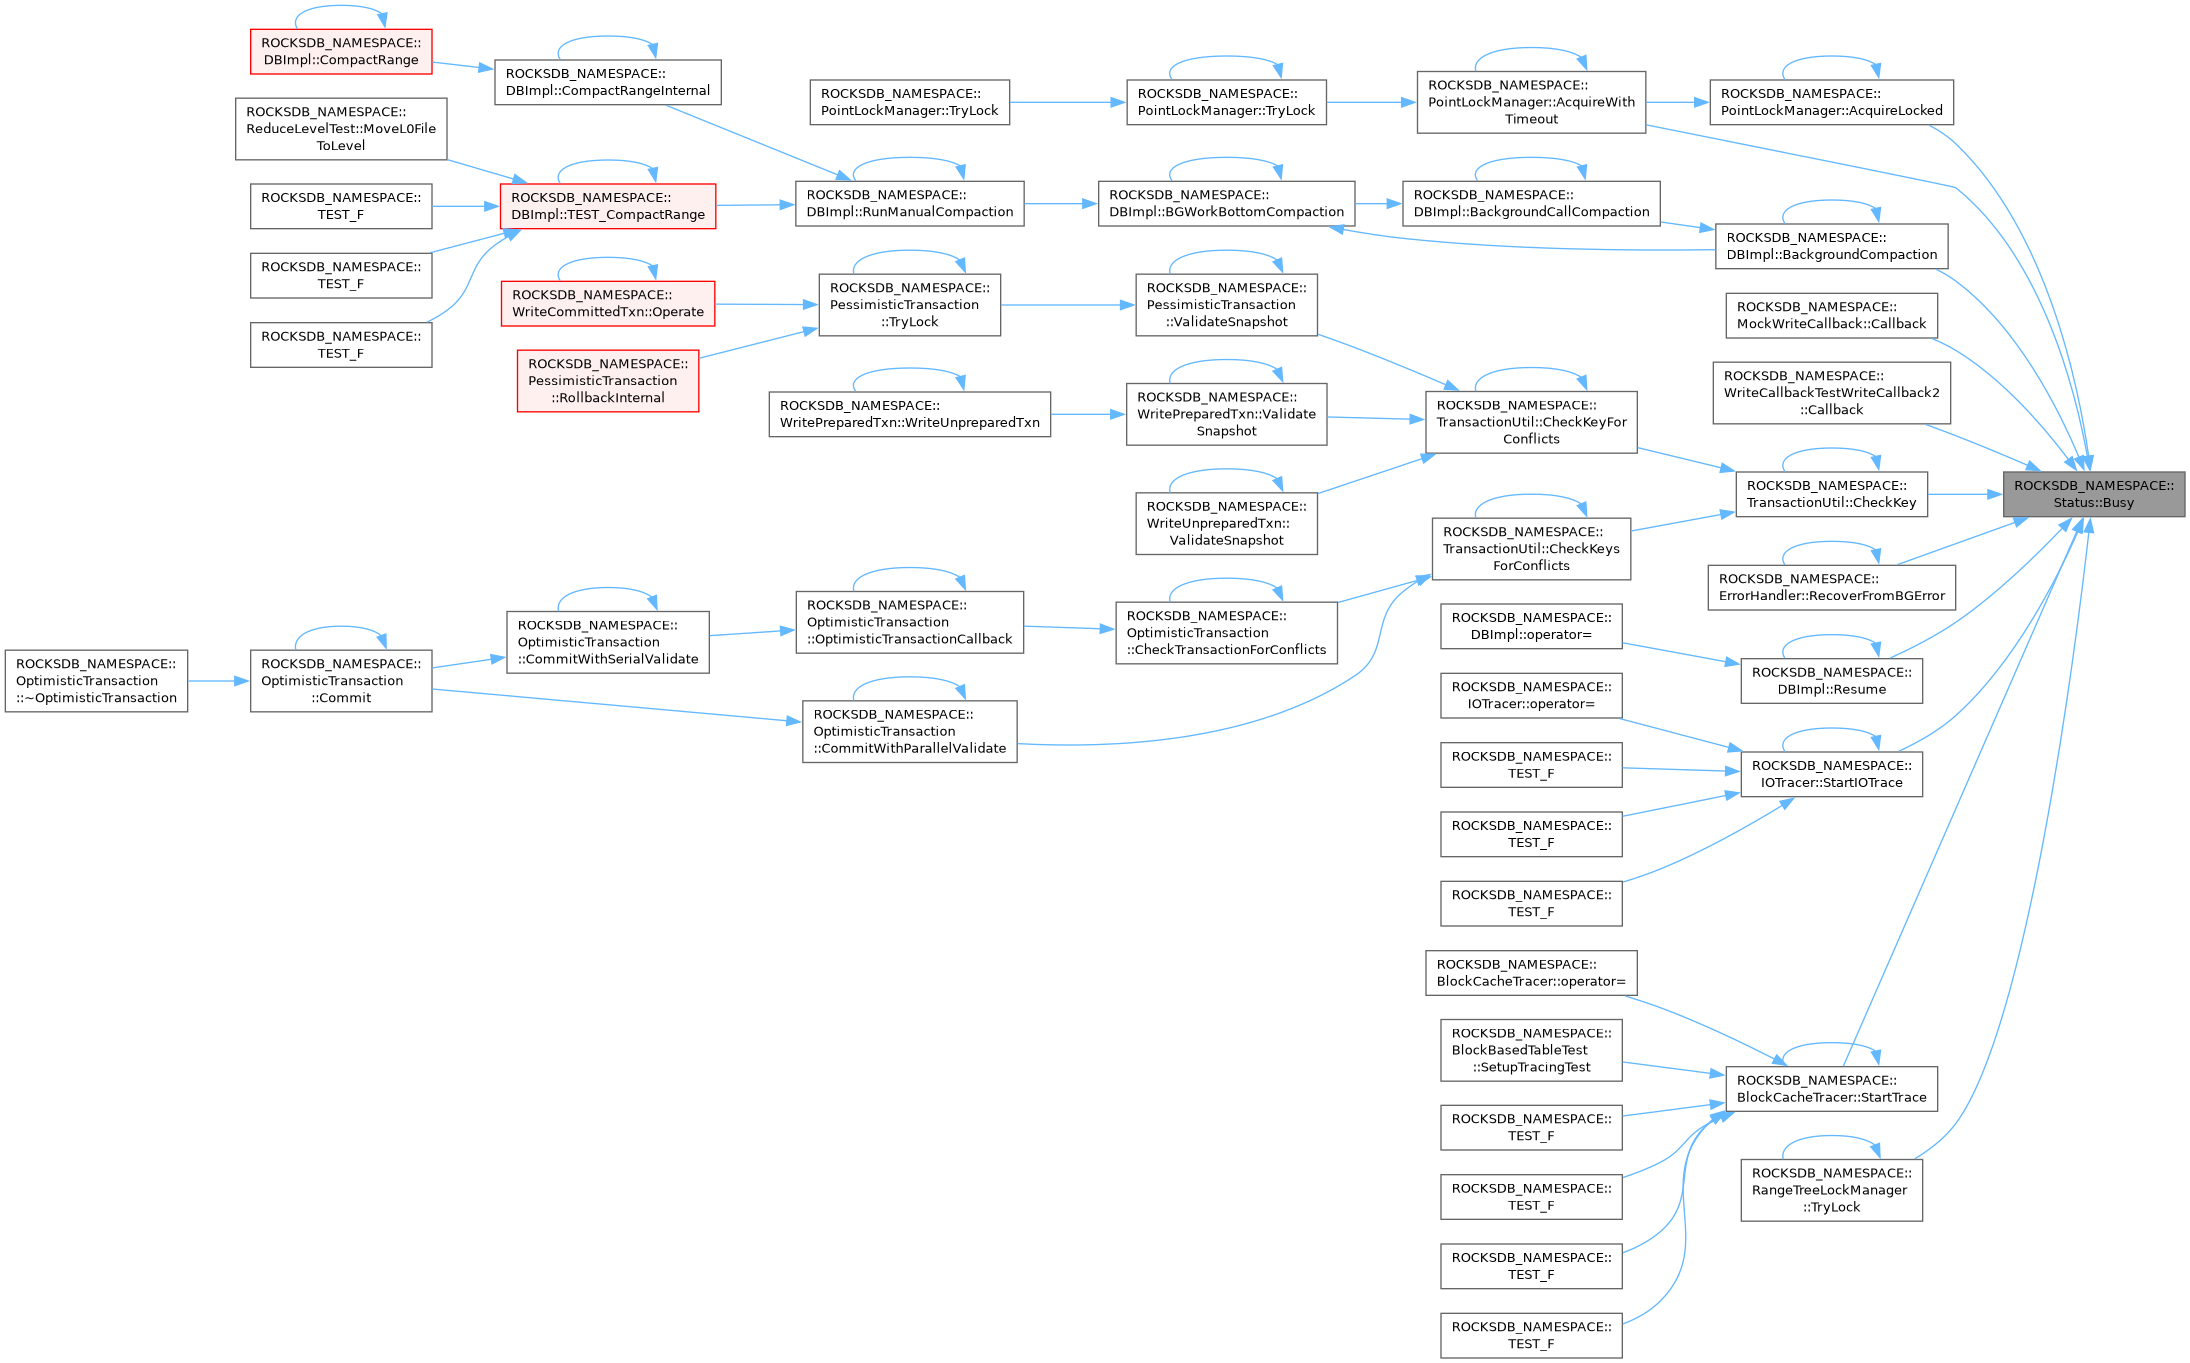 ROCKSDB_NAMESPACE::
DBImpl::CompactRange
ROCKSDB_NAMESPACE::
DBImpl::CompactRangeInternal
ROCKSDB_NAMESPACE::
ReduceLevelTest::MoveL0File
ToLevel
ROCKSDB_NAMESPACE::
DBImpl::TEST_CompactRange
ROCKSDB_NAMESPACE::
TEST_F
ROCKSDB_NAMESPACE::
TEST_F
ROCKSDB_NAMESPACE::
TEST_F
ROCKSDB_NAMESPACE::
WriteCommittedTxn::Operate
ROCKSDB_NAMESPACE::
PessimisticTransaction
::RollbackInternal
ROCKSDB_NAMESPACE::
PointLockManager::TryLock
ROCKSDB_NAMESPACE::
PointLockManager::TryLock
ROCKSDB_NAMESPACE::
PointLockManager::AcquireWith
Timeout
ROCKSDB_NAMESPACE::
PointLockManager::AcquireLocked
ROCKSDB_NAMESPACE::
DBImpl::RunManualCompaction
ROCKSDB_NAMESPACE::
DBImpl::BGWorkBottomCompaction
ROCKSDB_NAMESPACE::
DBImpl::BackgroundCallCompaction
ROCKSDB_NAMESPACE::
DBImpl::BackgroundCompaction
ROCKSDB_NAMESPACE::
PessimisticTransaction
::TryLock
ROCKSDB_NAMESPACE::
PessimisticTransaction
::ValidateSnapshot
ROCKSDB_NAMESPACE::
MockWriteCallback::Callback
ROCKSDB_NAMESPACE::
WriteCallbackTestWriteCallback2
::Callback
ROCKSDB_NAMESPACE::
WritePreparedTxn::WriteUnpreparedTxn
ROCKSDB_NAMESPACE::
WritePreparedTxn::Validate
Snapshot
ROCKSDB_NAMESPACE::
TransactionUtil::CheckKeyFor
Conflicts
ROCKSDB_NAMESPACE::
TransactionUtil::CheckKey
ROCKSDB_NAMESPACE::
Status::Busy
ROCKSDB_NAMESPACE::
WriteUnpreparedTxn::
ValidateSnapshot
ROCKSDB_NAMESPACE::
TransactionUtil::CheckKeys
ForConflicts
ROCKSDB_NAMESPACE::
ErrorHandler::RecoverFromBGError
ROCKSDB_NAMESPACE::
OptimisticTransaction
::~OptimisticTransaction
ROCKSDB_NAMESPACE::
OptimisticTransaction
::Commit
ROCKSDB_NAMESPACE::
OptimisticTransaction
::CommitWithSerialValidate
ROCKSDB_NAMESPACE::
OptimisticTransaction
::OptimisticTransactionCallback
ROCKSDB_NAMESPACE::
OptimisticTransaction
::CheckTransactionForConflicts
ROCKSDB_NAMESPACE::
OptimisticTransaction
::CommitWithParallelValidate
ROCKSDB_NAMESPACE::
DBImpl::operator=
ROCKSDB_NAMESPACE::
DBImpl::Resume
ROCKSDB_NAMESPACE::
IOTracer::operator=
ROCKSDB_NAMESPACE::
TEST_F
ROCKSDB_NAMESPACE::
IOTracer::StartIOTrace
ROCKSDB_NAMESPACE::
TEST_F
ROCKSDB_NAMESPACE::
TEST_F
ROCKSDB_NAMESPACE::
BlockCacheTracer::operator=
ROCKSDB_NAMESPACE::
BlockBasedTableTest
::SetupTracingTest
ROCKSDB_NAMESPACE::
BlockCacheTracer::StartTrace
ROCKSDB_NAMESPACE::
TEST_F
ROCKSDB_NAMESPACE::
TEST_F
ROCKSDB_NAMESPACE::
RangeTreeLockManager
::TryLock
ROCKSDB_NAMESPACE::
TEST_F
ROCKSDB_NAMESPACE::
TEST_F